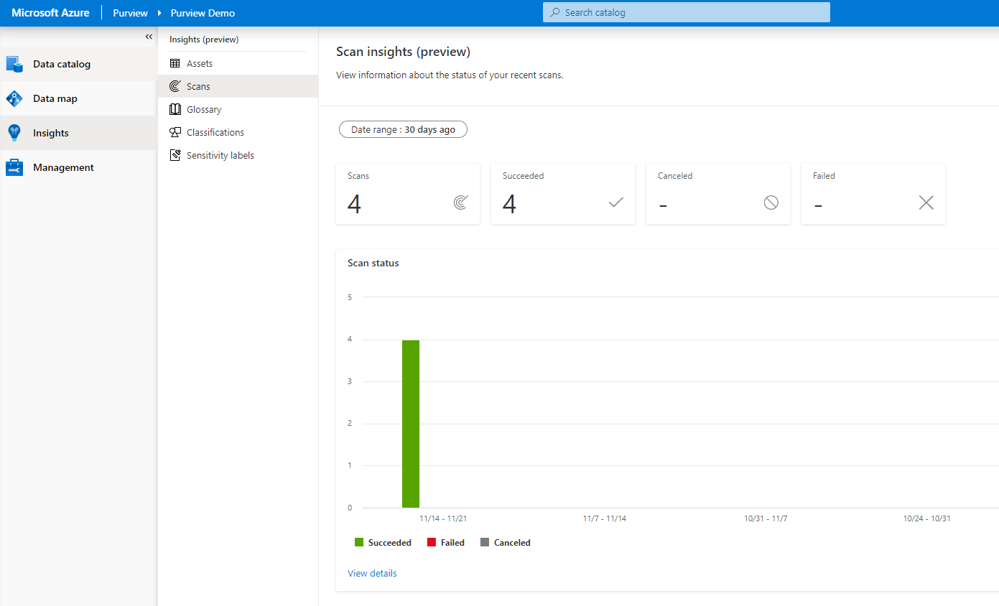 Microsoft Azure
Purview
Purview Demo
Search catalog
Data catalog
Data map
Insights
Management
Insights (preview)
Assets
Scans
Glossary
Classifications
Sensitivity labels
Scan insights (preview)
View information about the status of your recent scans.
Date range : 30 days ago
Scans
4
Succeeded
4
Canceled
–
Failed
–
Scan status
5
4
3
2
1
0
11/14 - 11/21
11/7 - 11/14
10/31 - 11/7
10/24 - 10/31
Succeeded
Failed
Canceled
View details